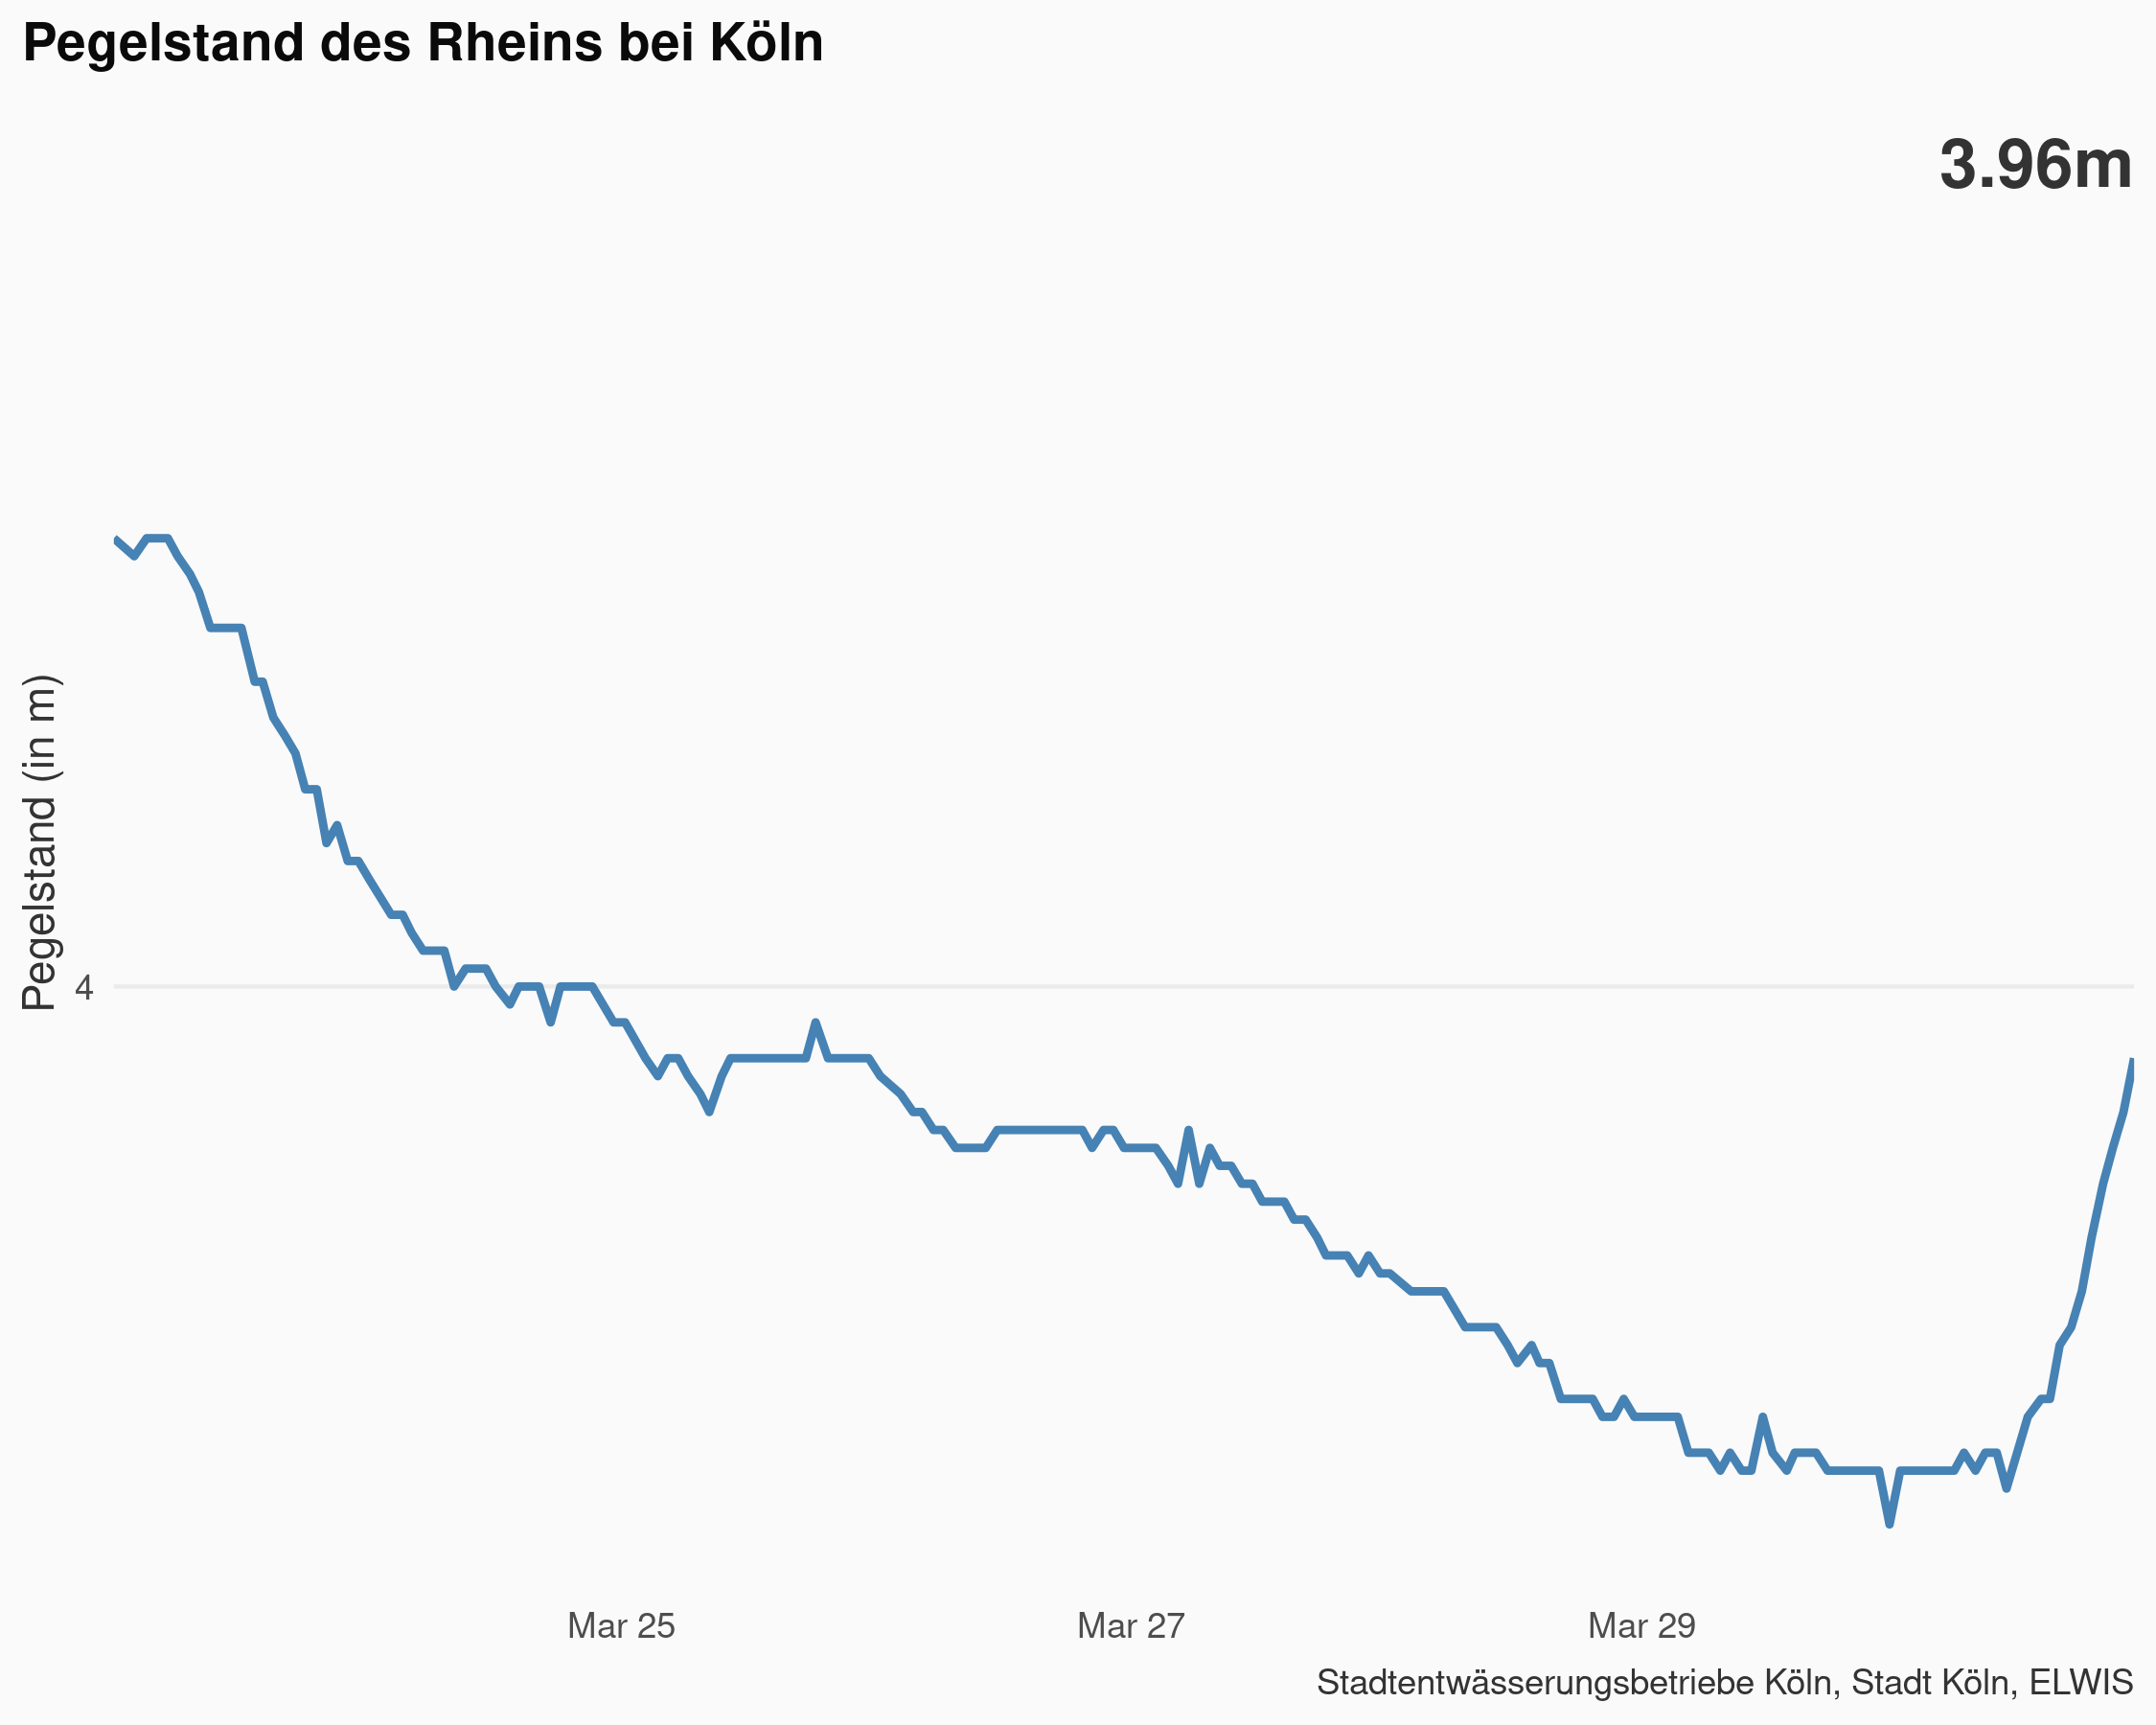 Pegelstand des Rheins bei Köln
3.96m
Pegelstand (in m)
4
Mar 25
Mar 27
Mar 29
Stadtentwässerungsbetriebe Köln, Stadt Köln, ELWIS